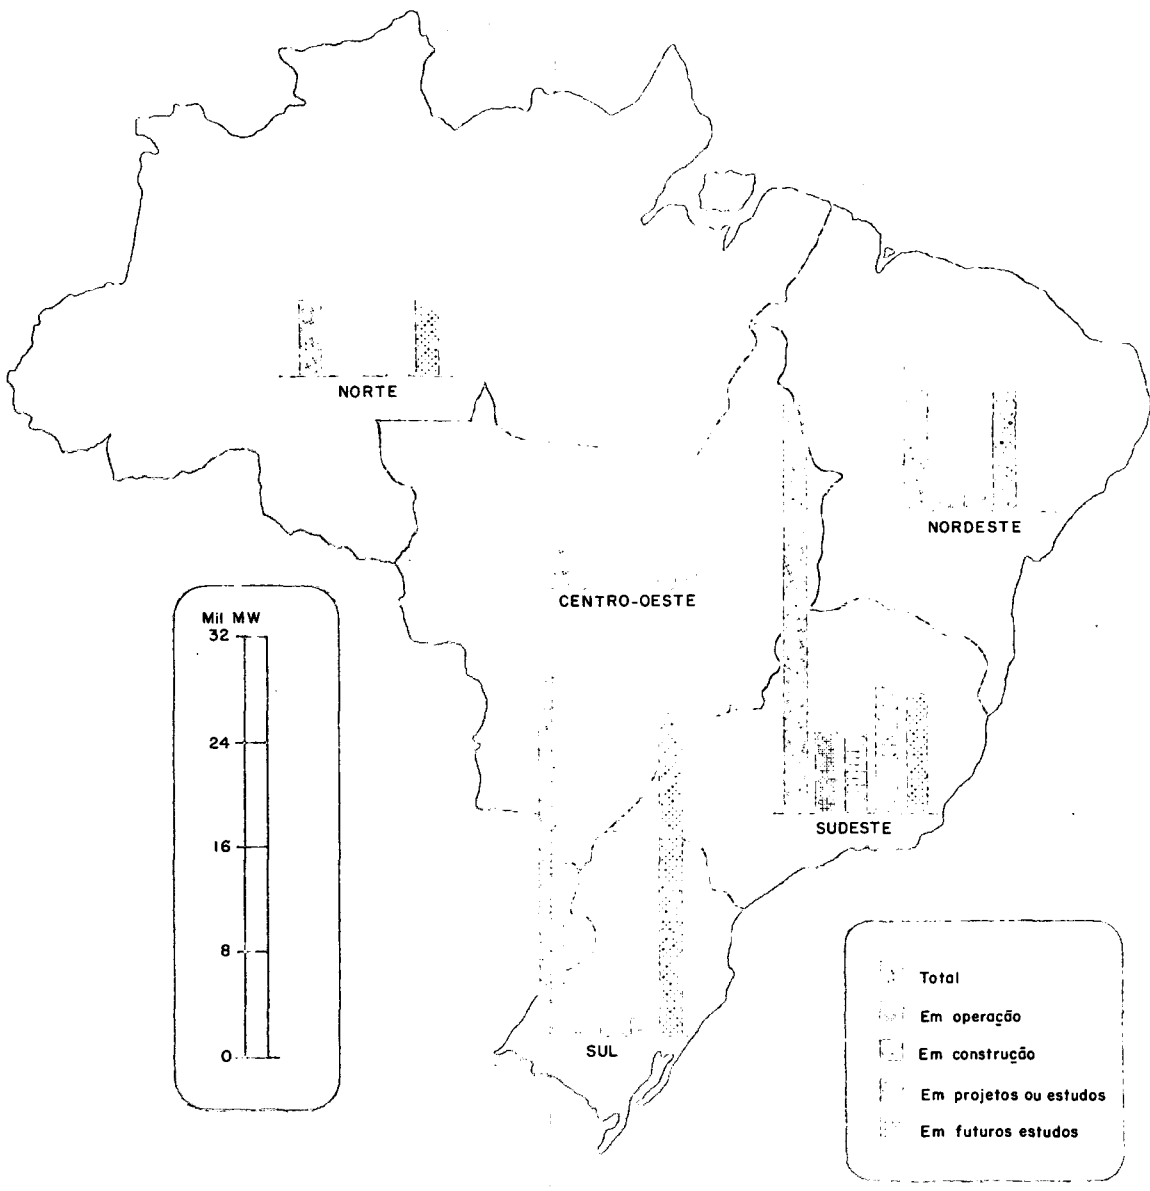 NORTE
NORDESTE
CENTRO-OESTE
Mil MW
32
24
16
8
0
SUDESTE
SUL
Total
Em operação
Em construção
Em projetos ou estudos
Em futuros estudos